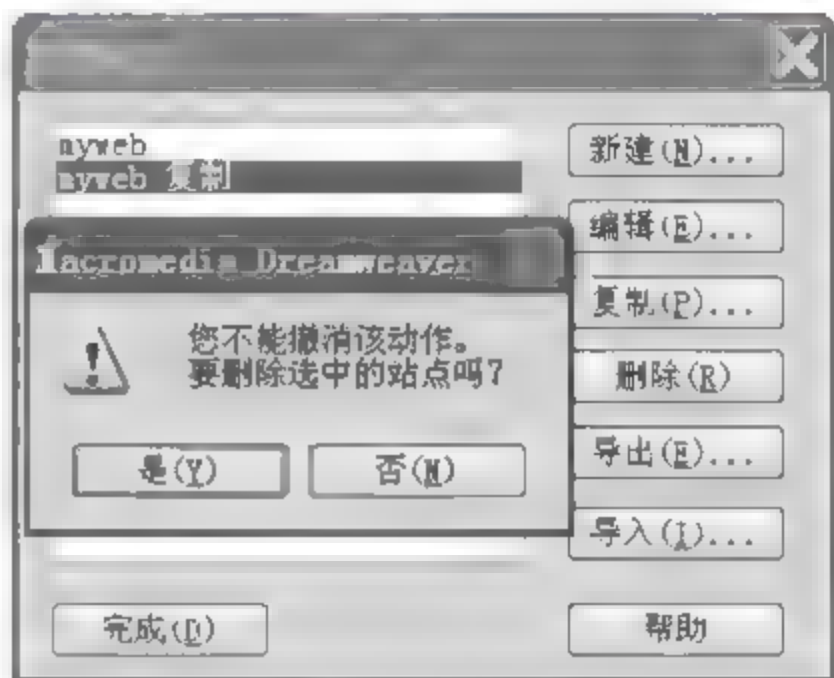 myweb
myweb 复制
新建(N)...
编辑(E)...
复制(P)...
删除(R)
导出(E)...
导入(I)...
Macromedia Dreamweaver
您不能撤消该动作。
要删除选中的站点吗?
是(Y)
否(N)
完成(D)
帮助